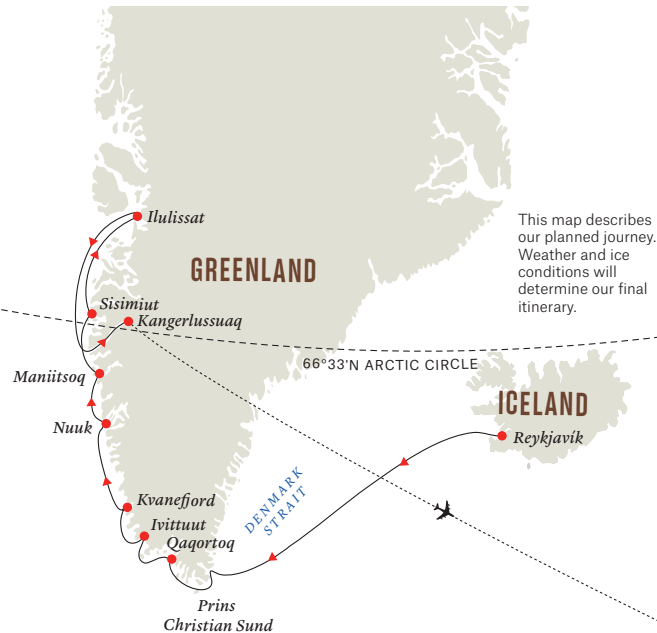 Ilulissat
This map describes
our planned journey.
Weather and ice
conditions will
determine our final
itinerary.
GREENLAND
Sisimiut
Kangerlussuaq
66°33'N ARCTIC CIRCLE
Maniitsoq
ICELAND
Nuuk
Reykjavík
DENMARK
STRAIT
Kvanefjord
Ivittuut
Qaqortoq
Prins
Christian Sund